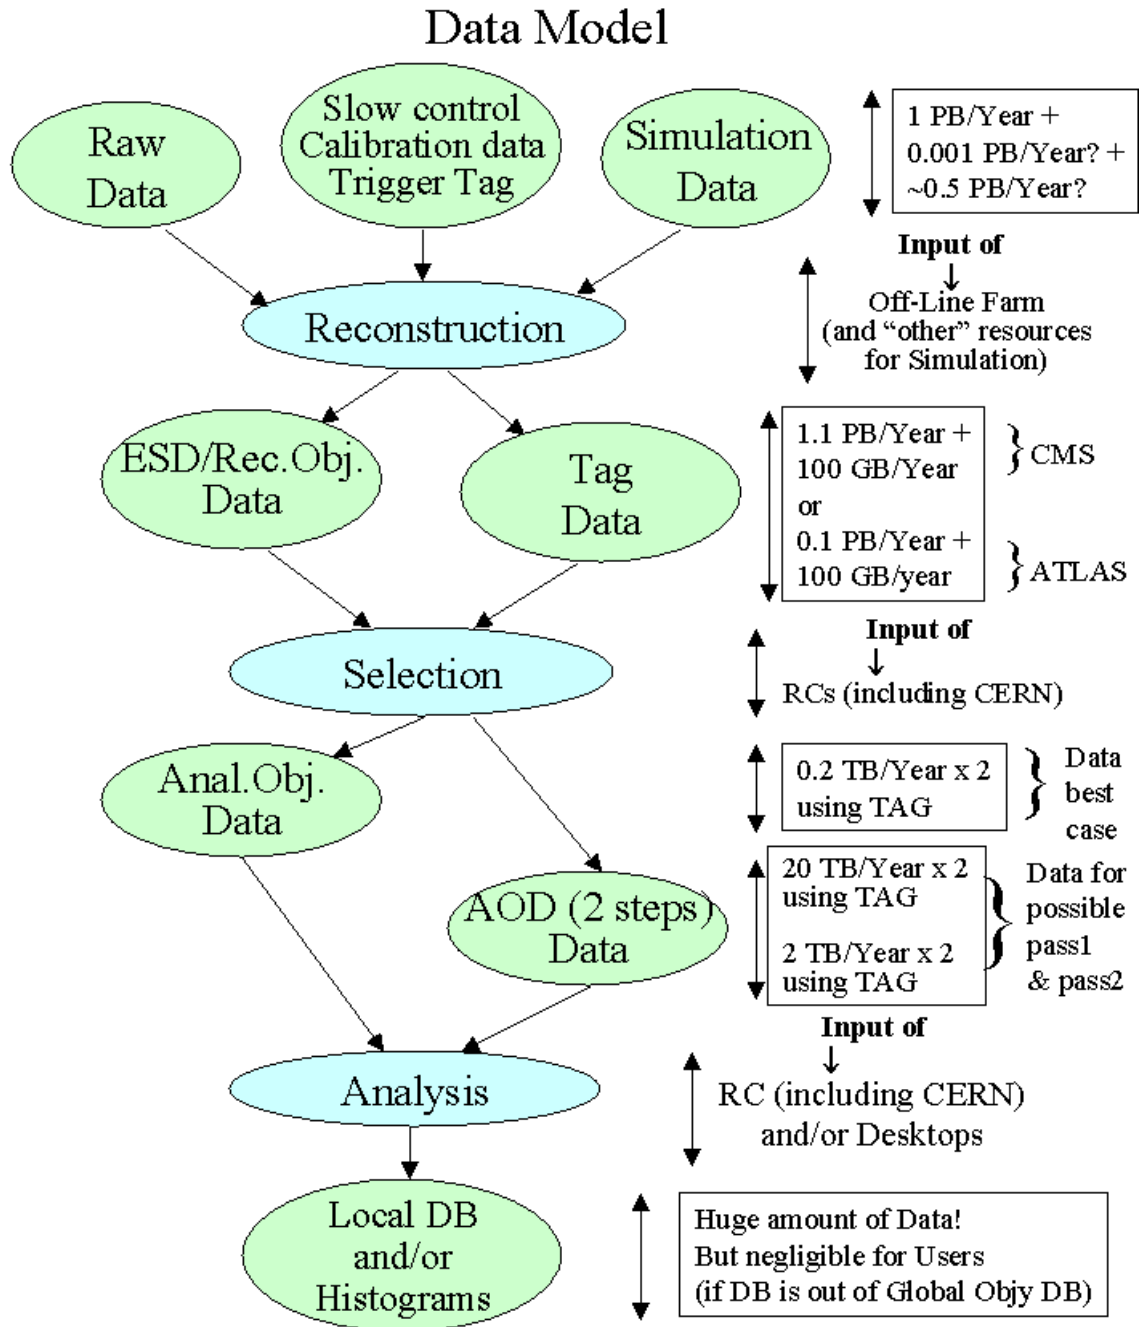 Data Model
Raw
Data
Slow control
Calibration data
Trigger Tag
Simulation
Data
1 PB/Year +
0.001 PB/Year? +
~0.5 PB/Year?
Input of
Off-Line Farm
(and “other” resources
for Simulation)
Reconstruction
ESD/Rec.Obj.
Data
Tag
Data
1.1 PB/Year +
100 GB/Year
or
0.1 PB/Year +
100 GB/year
} CMS
} ATLAS
Input of
RCs (including CERN)
Selection
Anal.Obj.
Data
0.2 TB/Year x 2
using TAG
} Data
best
case
AOD (2 steps)
Data
20 TB/Year x 2
using TAG
2 TB/Year x 2
using TAG
} Data for
possible
pass1
& pass2
Input of
RC (including CERN)
and/or Desktops
Analysis
Local DB
and/or
Histograms
Huge amount of Data!
But negligible for Users
(if DB is out of Global Objy DB)